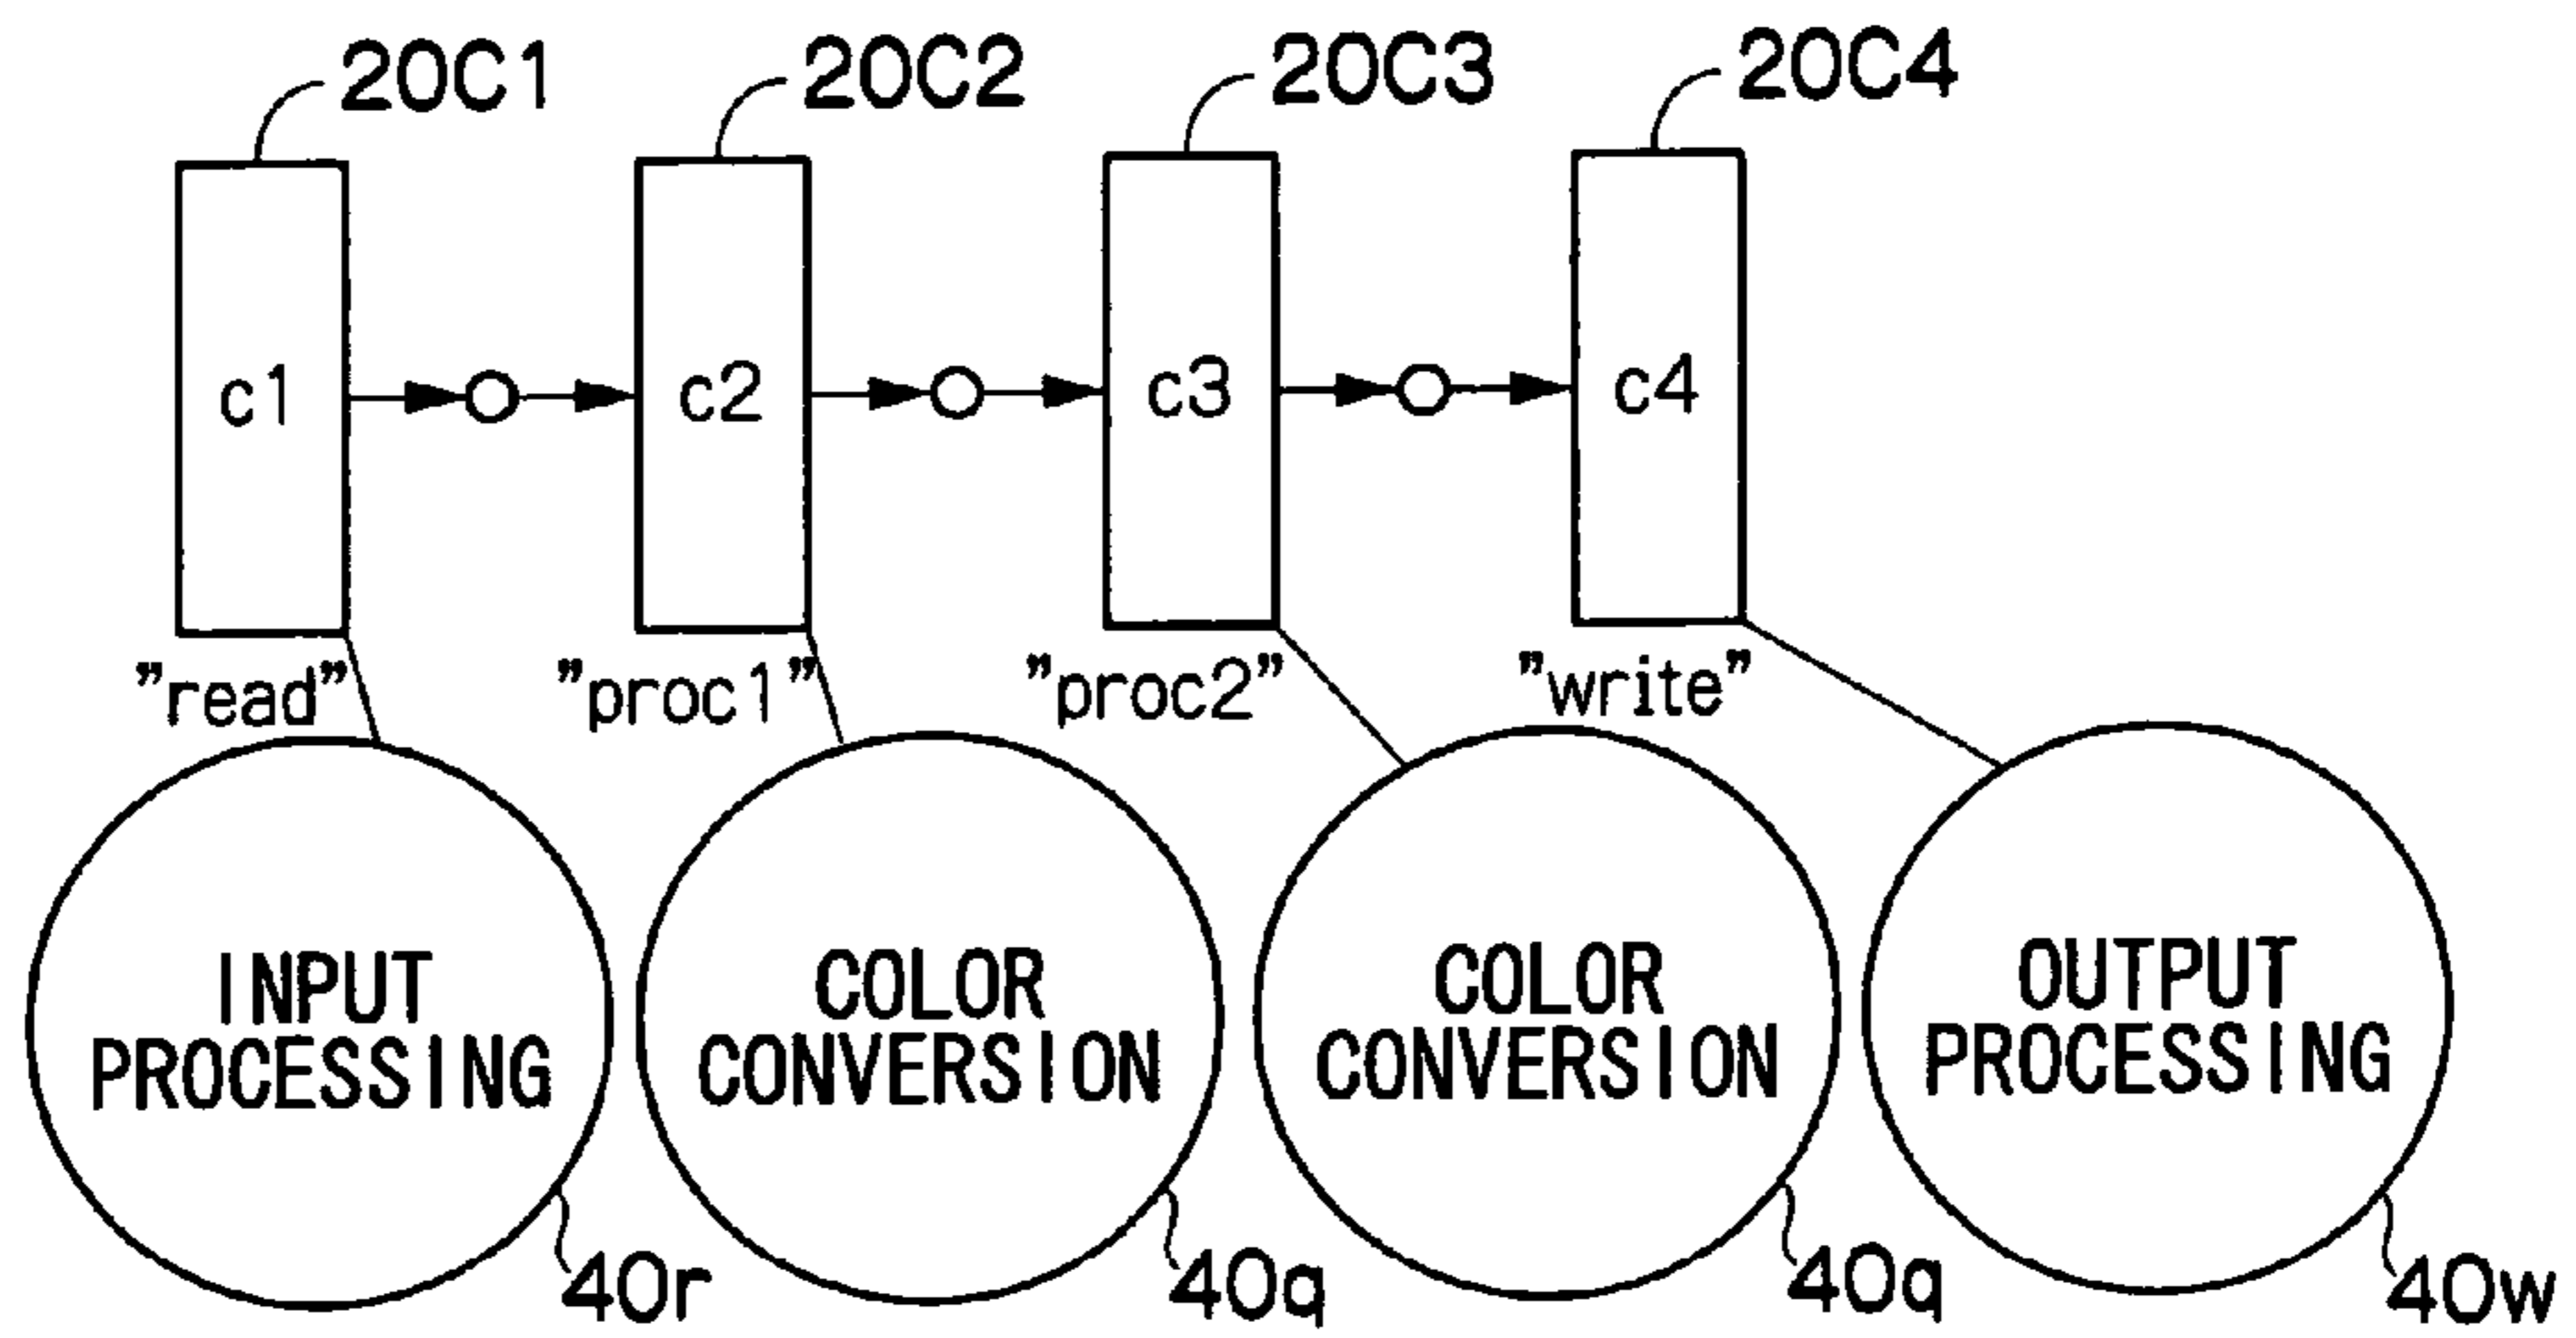 20C1
20C2
20C3
20C4
c1
c2
c3
c4
"read"
"proc1"
"proc2"
"write"
INPUT
PROCESSING
COLOR
CONVERSION
COLOR
CONVERSION
OUTPUT
PROCESSING
40r
40q
40q
40w